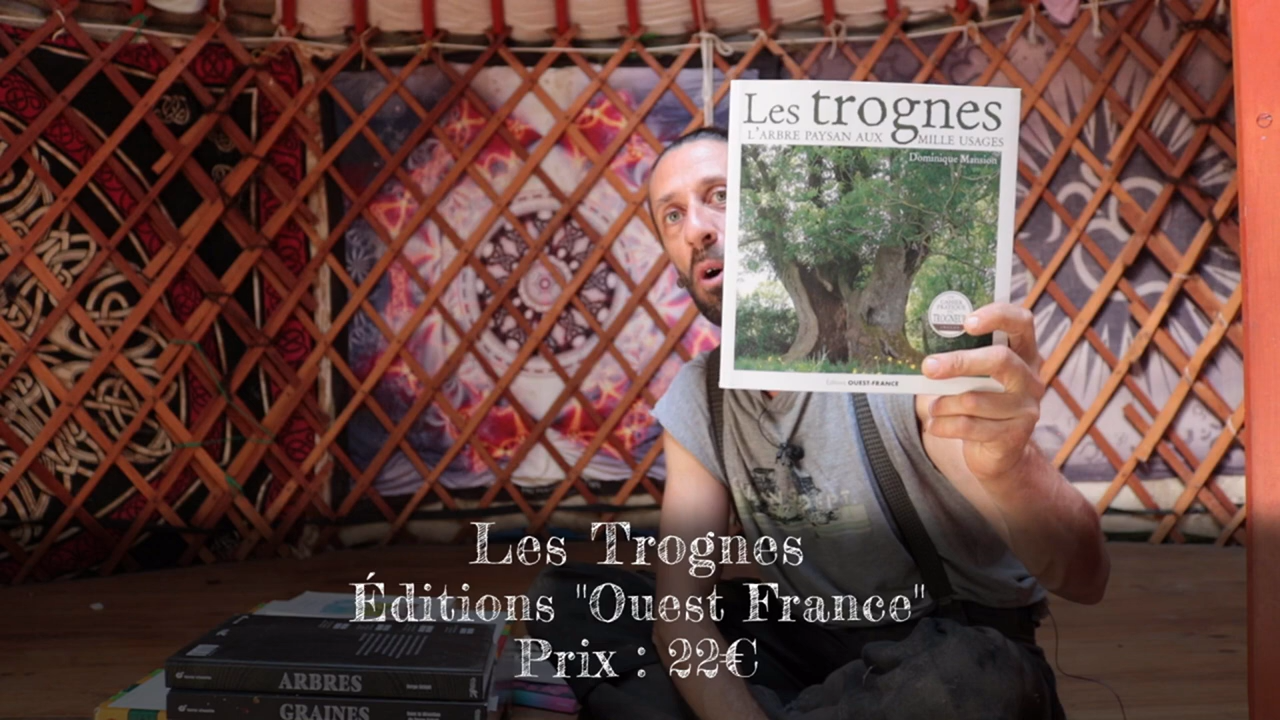 Les trognes
L'ARBRE PAYSAN AUX MILLE USAGES
Dominique Mansion
TROGNEUR
Éditions OUEST-FRANCE
Les Trognes
Éditions "Ouest France"
Prix : 22€
ARBRES
GRAINES